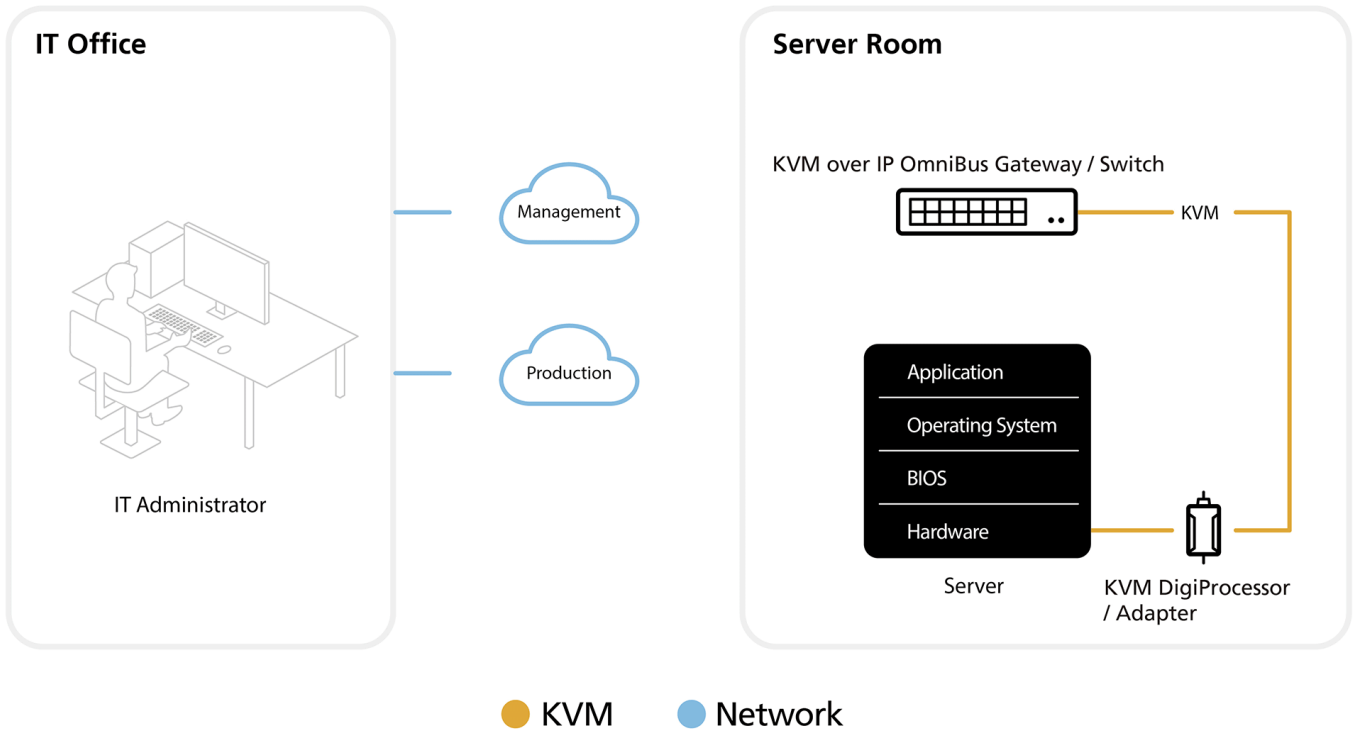 IT Office
IT Administrator
Management
Production
Server Room
KVM over IP OmniBus Gateway / Switch
KVM
Application
Operating System
BIOS
Hardware
Server
KVM DigiProcessor
/ Adapter
KVM
Network